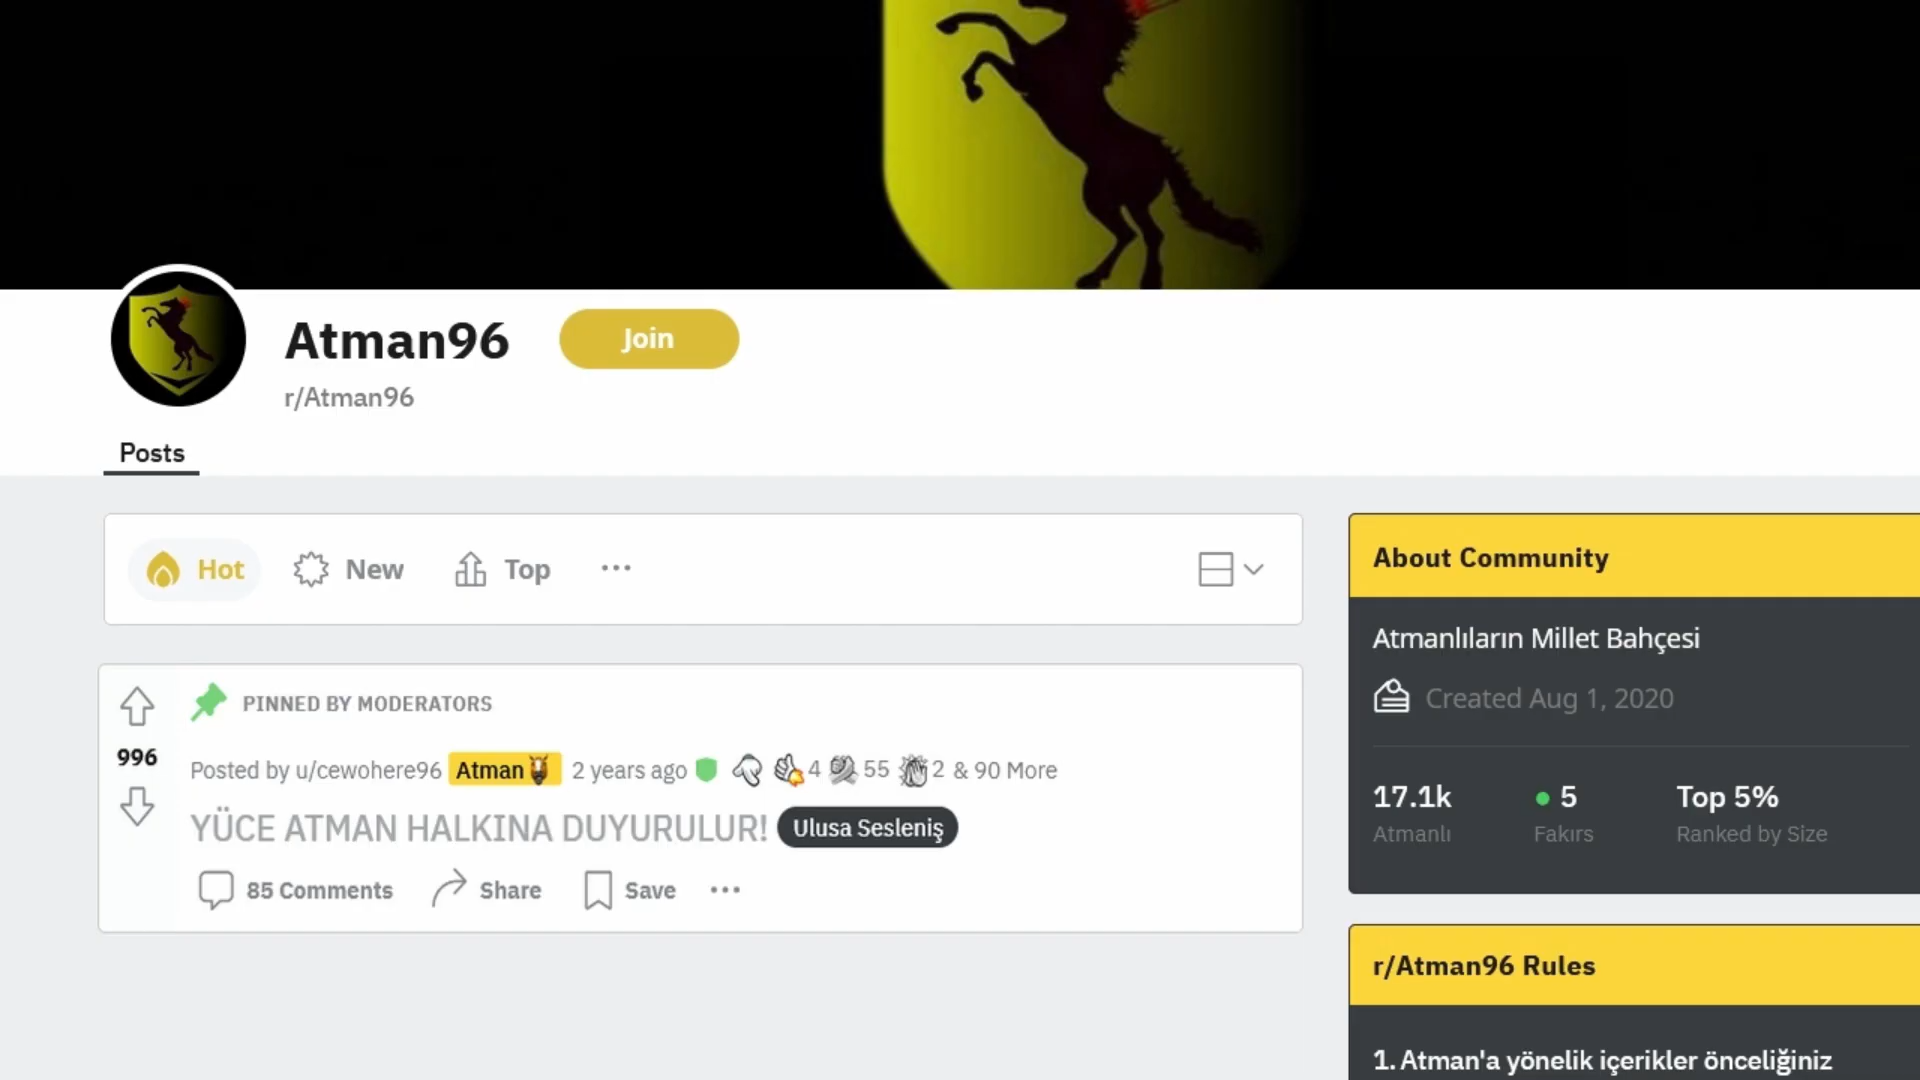 Atman96
Join
r/Atman96
Posts
Hot
New
Top
PINNED BY MODERATORS
996
Posted by u/cewohere96 Atman 2 years ago 4 55 2 & 90 More
YÜCE ATMAN HALKINA DUYURULUR! Ulusa Sesleniş
85 Comments
Share
Save
About Community
Atmanlıların Millet Bahçesi
Created Aug 1, 2020
17.1k
5
Top 5%
Atmanlı
Fakırs
Ranked by Size
r/Atman96 Rules
1. Atman'a yönelik içerikler önceliğiniz